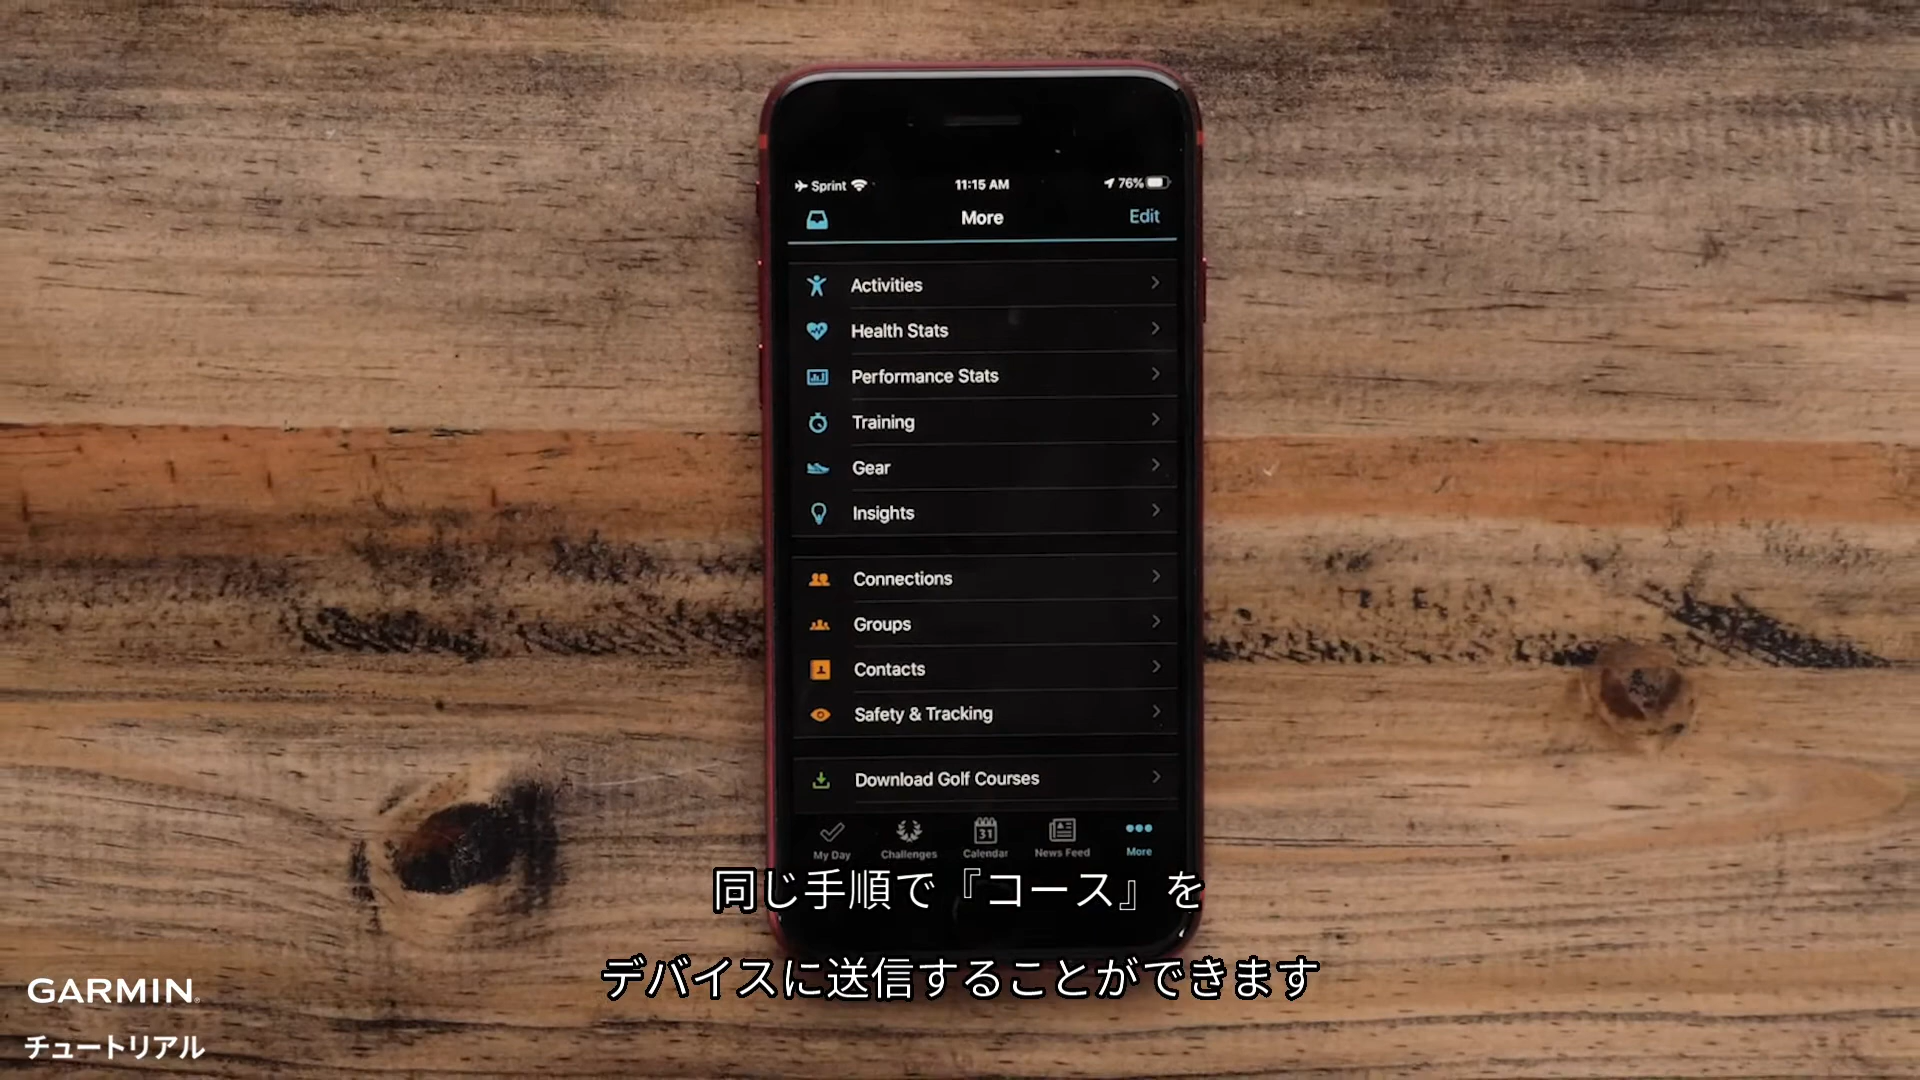 Sprint
11:15 AM
76%
More
Edit
Activities
Health Stats
Performance Stats
Training
Gear
Insights
Connections
Groups
Contacts
Safety & Tracking
Download Golf Courses
31
My Day
Challenges
Calendar
News Feed
More
同じ手順で『コース』を
デバイスに送信することができます
GARMIN
チュートリアル